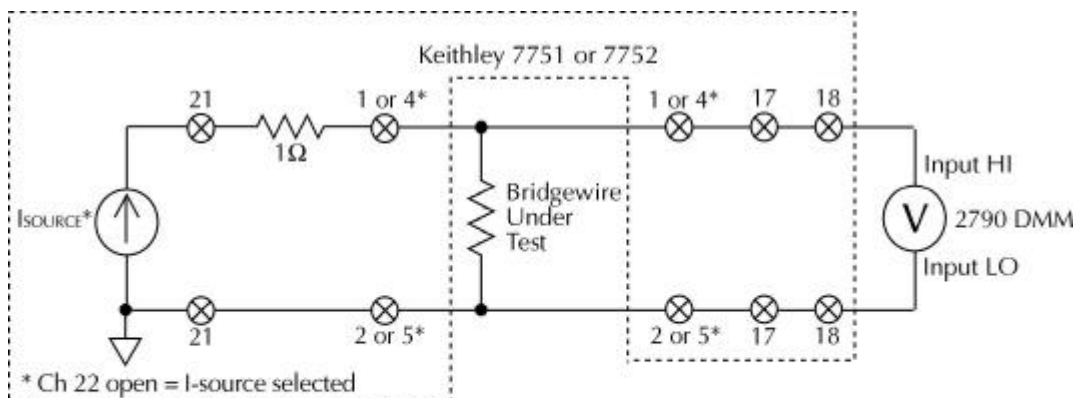 Keithley 7751 or 7752
21
1 or 4*
1 or 4*
17
18
1Ω
Input HI
ISOURCE*
Bridgewire
Under
Test
V
2790 DMM
Input LO
21
2 or 5*
2 or 5*
17
18
* Ch 22 open = I-source selected